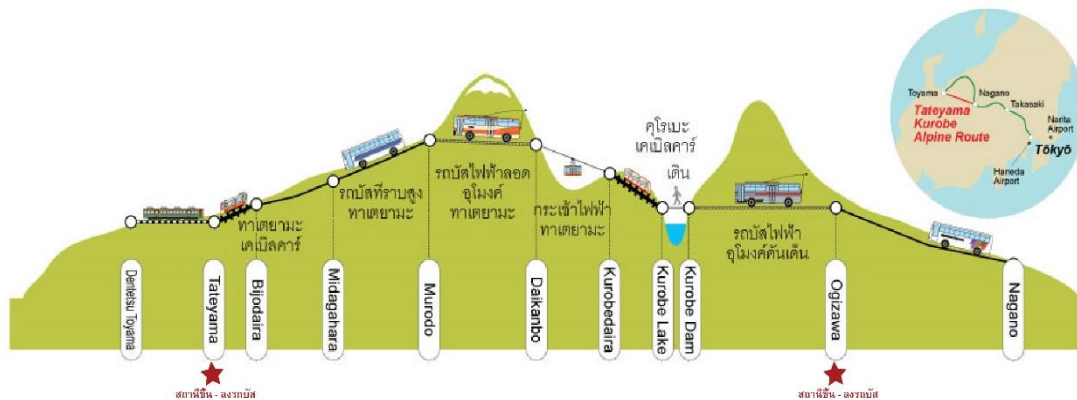 Toyama
Nagano
Takasaki
Tateyama
Kurobe
Alpine Route
Narita
Airport
Tōkyō
Haneda
Airport
คุโรเบะ
เคเบิลคาร์
เดิน
รถบัสที่ราบสูง
ทาเตยามะ
รถบัสไฟฟ้าลอด
อุโมงค์
ทาเตยามะ
ทาเตยามะ
เคเบิลคาร์
กระเช้าไฟฟ้า
ทาเตยามะ
รถบัสไฟฟ้า
อุโมงค์คันเด็น
Dentetsu Toyama
Tateyama
Bijodaira
Midagahara
Murodo
Daikanbo
Kurobedaira
Kurobe Lake
Kurobe Dam
Ogizawa
Nagano
สถานีขึ้น - ลงรถบัส
สถานีขึ้น - ลงรถบัส